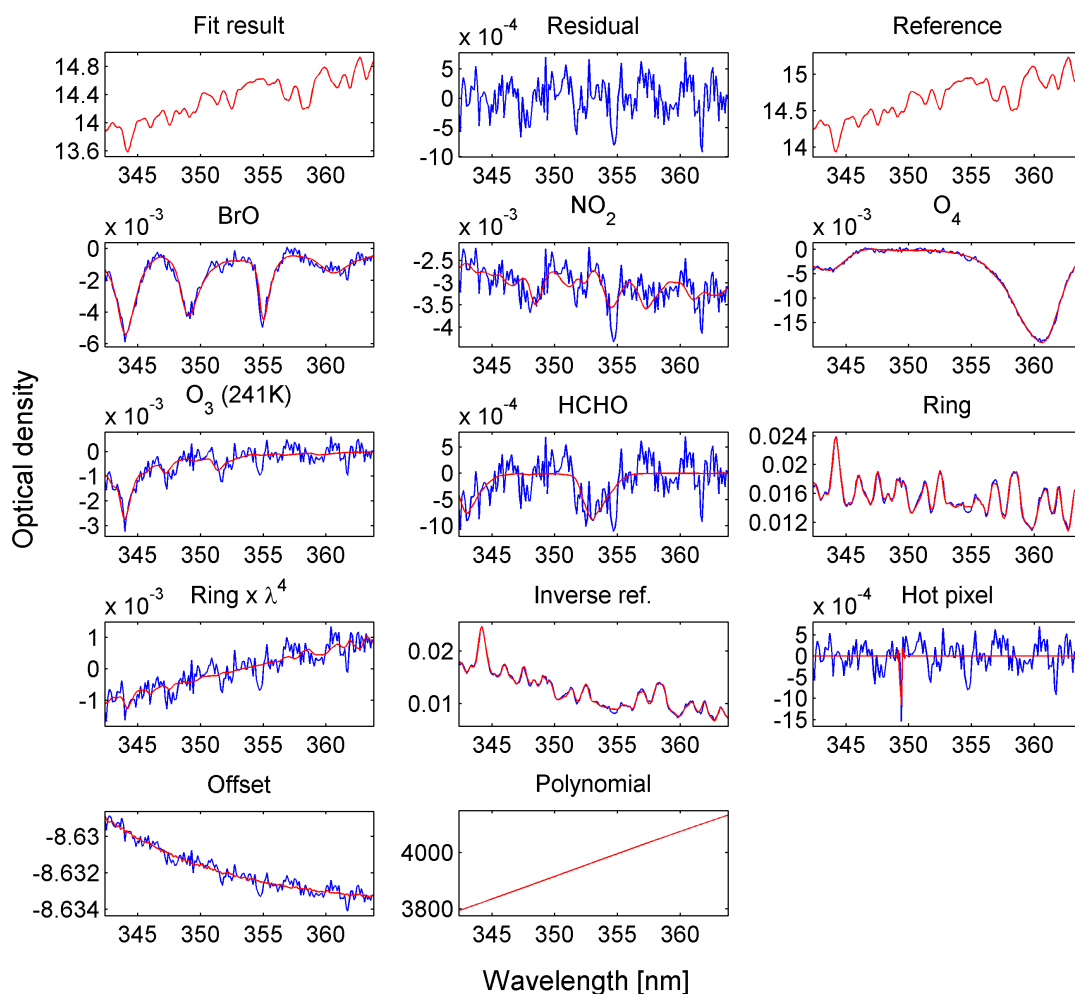 Fit result
14.8
14.4
14
13.6
345 350 355 360
Residual
x 10-4
5
0
-5
-10
345 350 355 360
Reference
15
14.5
14
345 350 355 360
BrO
x 10-3
0
-2
-4
-6
345 350 355 360
NO2
x 10-3
-2.5
-3
-3.5
-4
345 350 355 360
O4
x 10-3
0
-5
-10
-15
345 350 355 360
O3 (241K)
x 10-3
0
-1
-2
-3
345 350 355 360
HCHO
x 10-4
5
0
-5
-10
345 350 355 360
Ring
0.024
0.02
0.016
0.012
345 350 355 360
Ring x λ4
x 10-3
1
0
-1
345 350 355 360
Inverse ref.
0.02
0.01
345 350 355 360
Hot pixel
x 10-4
5
0
-5
-10
-15
345 350 355 360
Offset
-8.63
-8.632
-8.634
345 350 355 360
Polynomial
4000
3800
345 350 355 360
Optical density
Wavelength [nm]